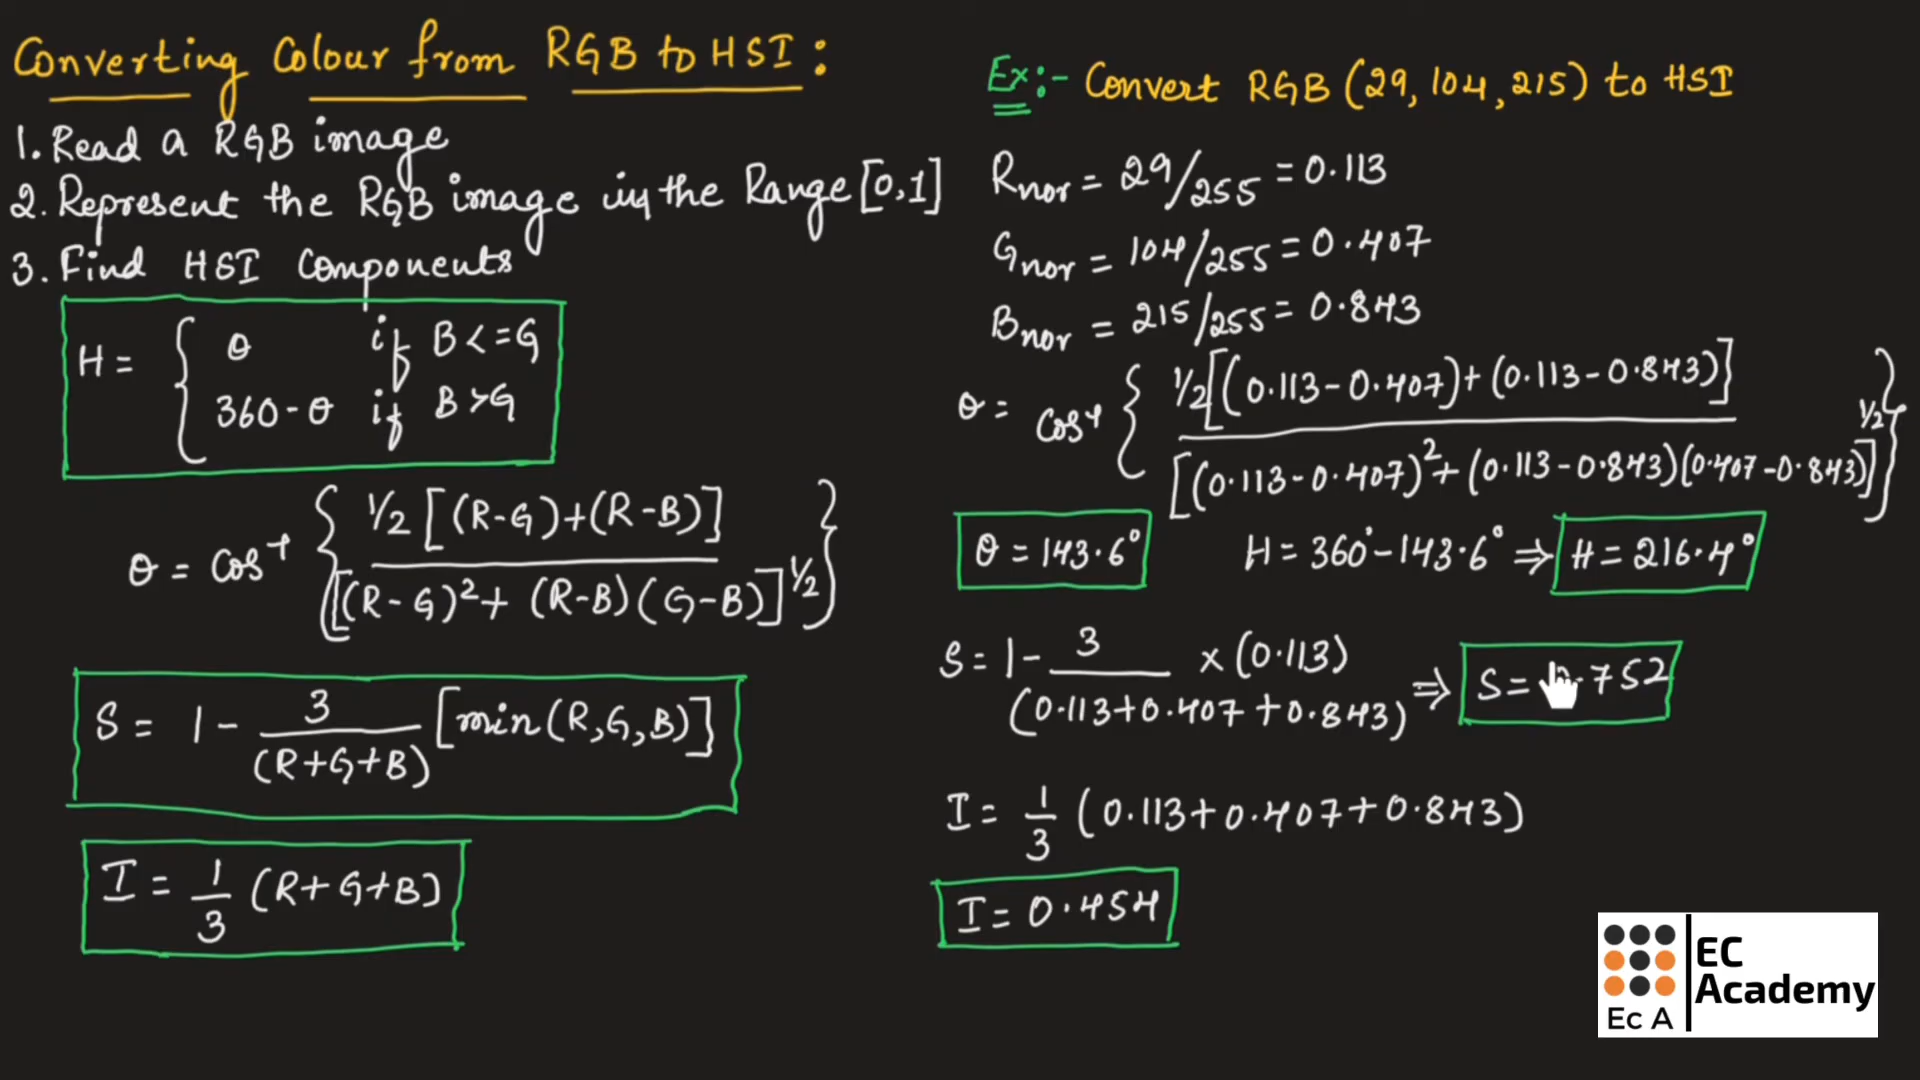 Converting Colour from RGB to HSI:
1. Read a RGB image
2. Represent the RGB image in the Range [0,1]
3. Find HSI Components
H = { θ if B <= G
360 - θ if B > G
θ = cos⁻¹ { 1/2 [(R-G)+(R-B)] / [(R-G)² + (R-B)(G-B)]^1/2 }
S = 1 - 3/(R+G+B) [min(R,G,B)]
I = 1/3 (R+G+B)
Ex:- Convert RGB (29, 104, 215) to HSI
Rnor = 29/255 = 0.113
Gnor = 104/255 = 0.407
Bnor = 215/255 = 0.843
θ = cos⁻¹ { 1/2[(0.113-0.407)+(0.113-0.843)] / [(0.113-0.407)²+(0.113-0.843)(0.407-0.843)]^1/2 }
θ = 143.6° H = 360°-143.6° ⇒ H = 216.4°
S = 1 - 3/(0.113+0.407+0.843) × (0.113) ⇒ S = .752
I = 1/3 (0.113+0.407+0.843)
I = 0.454
EC
Academy
Ec A